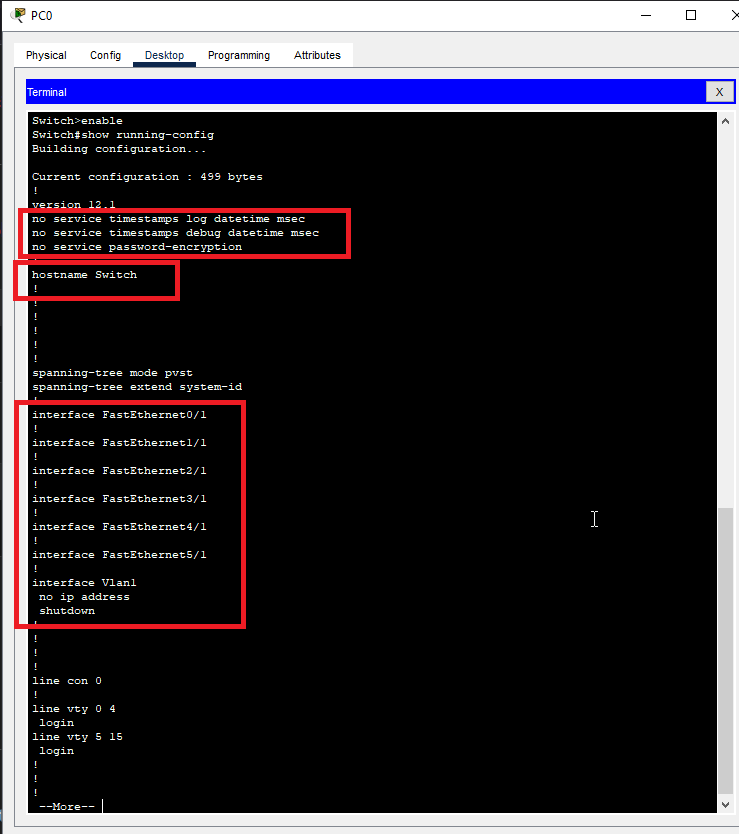 PC0
Physical Config Desktop Programming Attributes
Terminal
X
Switch>enable
Switch#show running-config
Building configuration...
Current configuration : 499 bytes
!
version 12.1
no service timestamps log datetime msec
no service timestamps debug datetime msec
no service password-encryption
!
hostname Switch
!
!
!
!
!
!
spanning-tree mode pvst
spanning-tree extend system-id
!
interface FastEthernet0/1
!
interface FastEthernet1/1
!
interface FastEthernet2/1
!
interface FastEthernet3/1
!
interface FastEthernet4/1
!
interface FastEthernet5/1
!
interface Vlan1
 no ip address
 shutdown
!
!
!
!
line con 0
!
line vty 0 4
 login
line vty 5 15
 login
!
!
!
 --More--